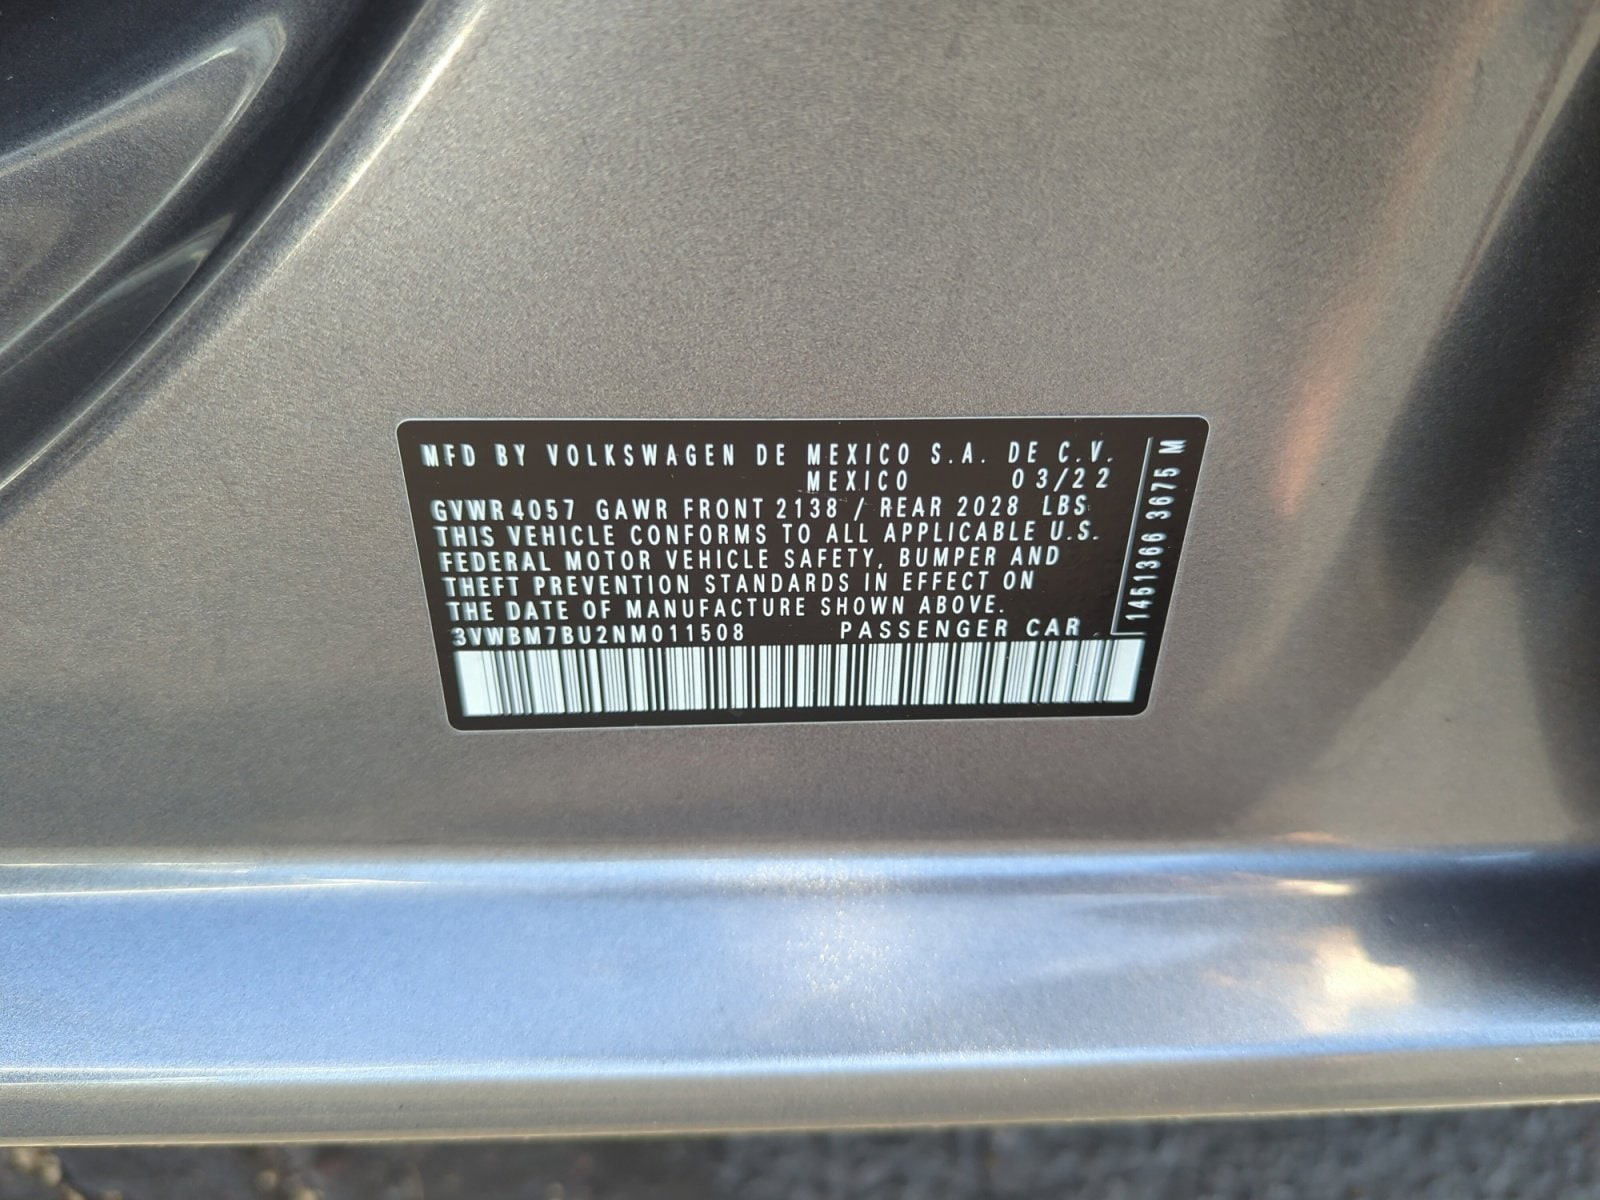 MFD BY VOLKSWAGEN DE MEXICO S.A. DE C.V.
MEXICO 03/22
GVWR 4057 GAWR FRONT 2138 / REAR 2028 LBS
THIS VEHICLE CONFORMS TO ALL APPLICABLE U.S.
FEDERAL MOTOR VEHICLE SAFETY, BUMPER AND
THEFT PREVENTION STANDARDS IN EFFECT ON
THE DATE OF MANUFACTURE SHOWN ABOVE.
3VWBM7BU2NM011508 PASSENGER CAR
1451366 3675 M